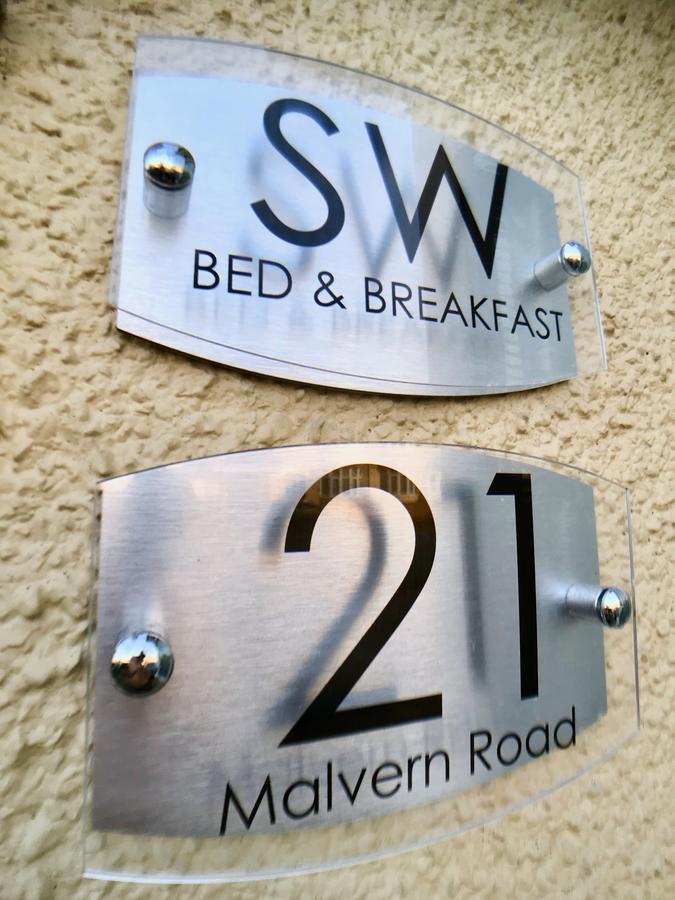 SW
BED & BREAKFAST
21
Malvern Road